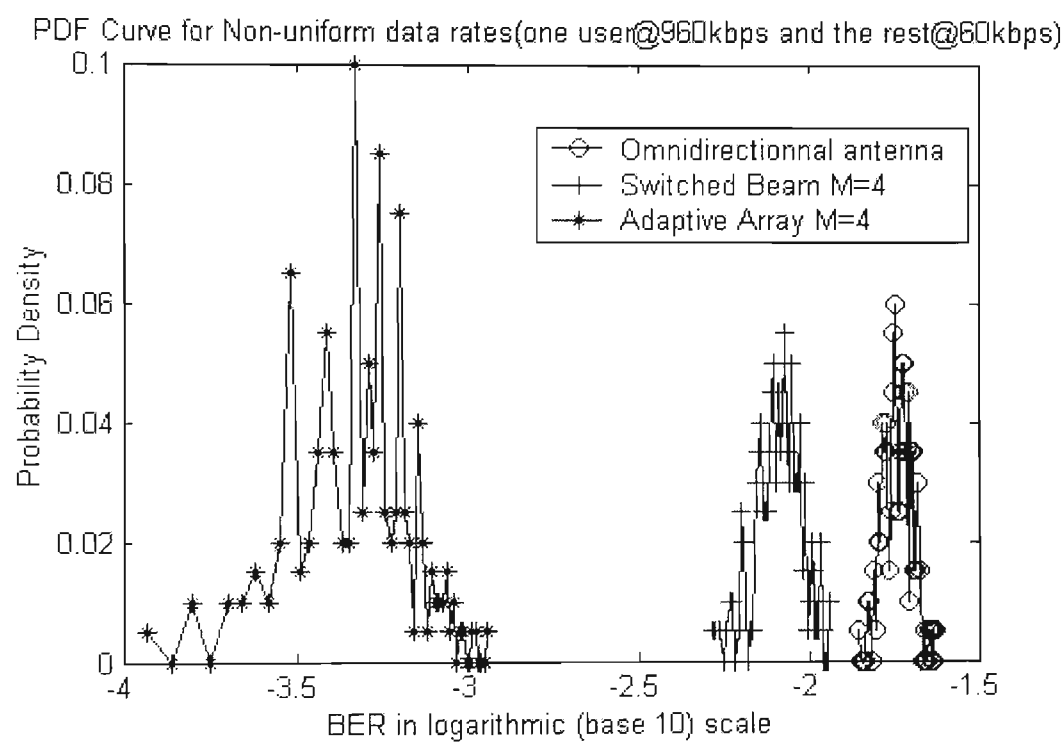 PDF Curve for Non-uniform data rates(one user@960kbps and the rest@60kbps)
0.1
0.08
0.06
0.04
0.02
0
Probability Density
Omnidirectionnal antenna
Switched Beam M=4
Adaptive Array M=4
-4
-3.5
-3
-2.5
-2
-1.5
BER in logarithmic (base 10) scale